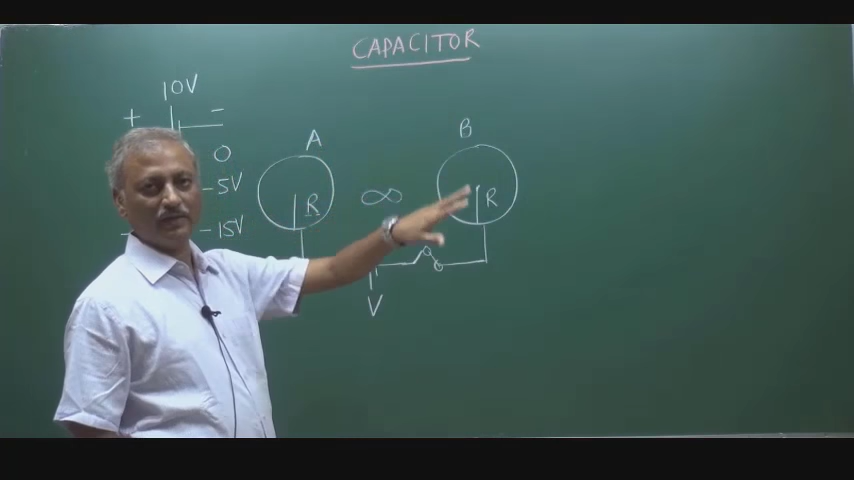 CAPACITOR
10V
+ -
A
B
0
-5V
-15V
R
∞
R
V